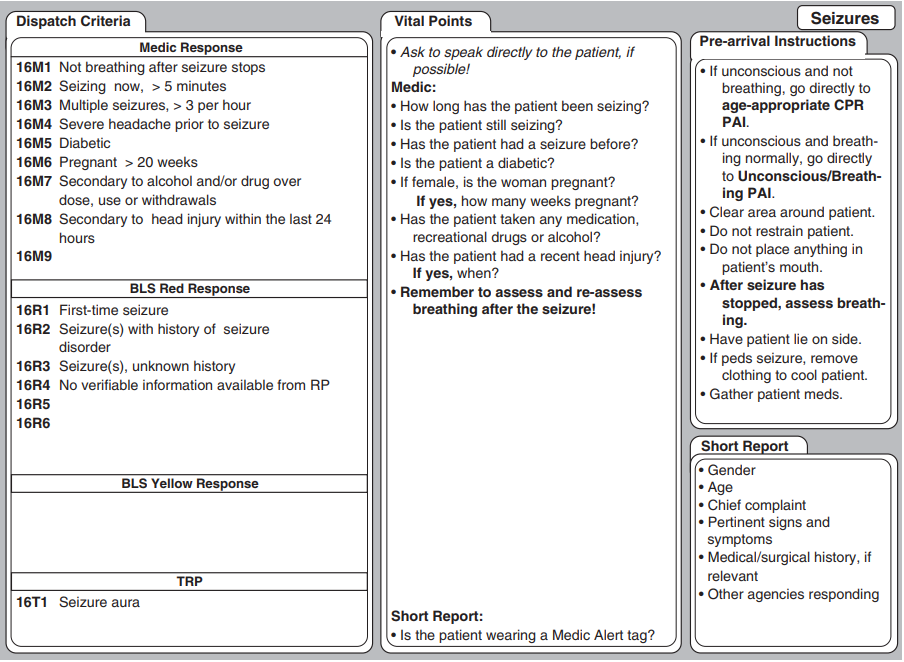 Seizures
Dispatch Criteria
Medic Response
16M1 Not breathing after seizure stops
16M2 Seizing now, > 5 minutes
16M3 Multiple seizures, > 3 per hour
16M4 Severe headache prior to seizure
16M5 Diabetic
16M6 Pregnant > 20 weeks
16M7 Secondary to alcohol and/or drug over
dose, use or withdrawals
16M8 Secondary to head injury within the last 24
hours
16M9
BLS Red Response
16R1 First-time seizure
16R2 Seizure(s) with history of seizure
disorder
16R3 Seizure(s), unknown history
16R4 No verifiable information available from RP
16R5
16R6
BLS Yellow Response
TRP
16T1 Seizure aura
Vital Points
• Ask to speak directly to the patient, if
possible!
Medic:
• How long has the patient been seizing?
• Is the patient still seizing?
• Has the patient had a seizure before?
• Is the patient a diabetic?
• If female, is the woman pregnant?
If yes, how many weeks pregnant?
• Has the patient taken any medication,
recreational drugs or alcohol?
• Has the patient had a recent head injury?
If yes, when?
• Remember to assess and re-assess
breathing after the seizure!
Short Report:
• Is the patient wearing a Medic Alert tag?
Pre-arrival Instructions
• If unconscious and not
breathing, go directly to
age-appropriate CPR
PAI.
• If unconscious and breath-
ing normally, go directly
to Unconscious/Breath-
ing PAI.
• Clear area around patient.
• Do not restrain patient.
• Do not place anything in
patient's mouth.
• After seizure has
stopped, assess breath-
ing.
• Have patient lie on side.
• If peds seizure, remove
clothing to cool patient.
• Gather patient meds.
Short Report
• Gender
• Age
• Chief complaint
• Pertinent signs and
symptoms
• Medical/surgical history, if
relevant
• Other agencies responding